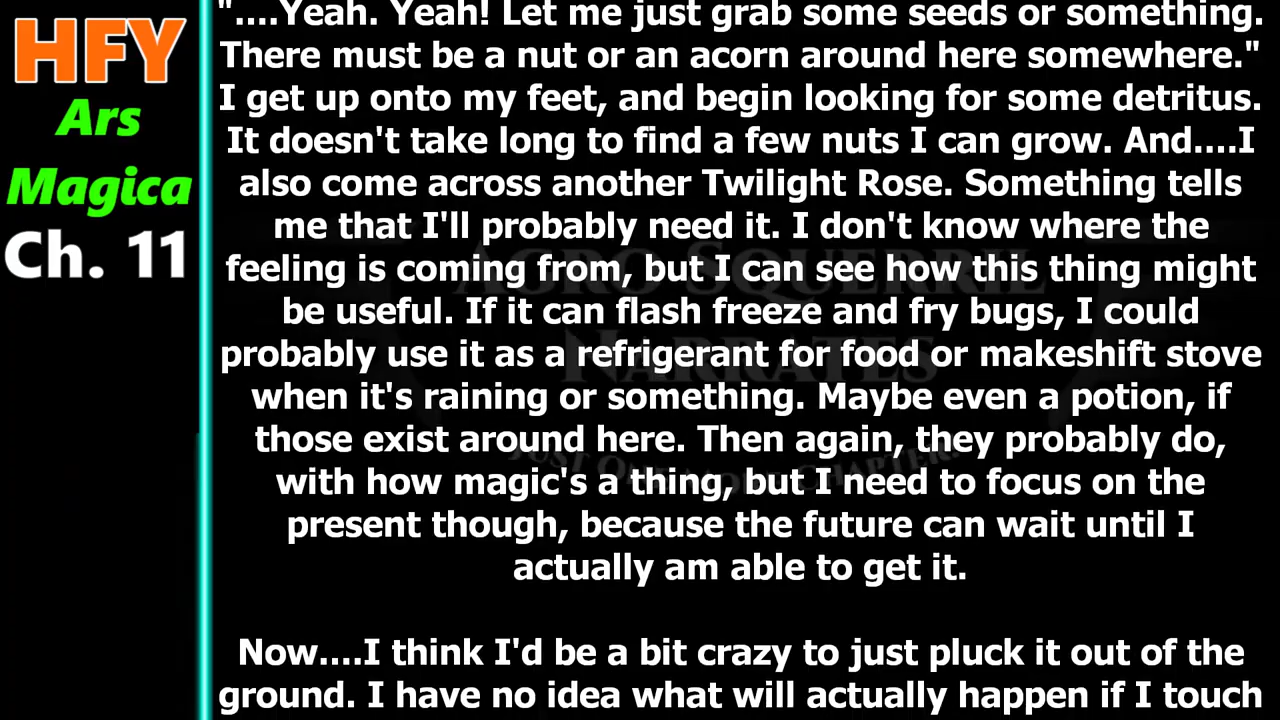 HFY
Ars
Magica
Ch. 11
"....Yeah. Yeah! Let me just grab some seeds or something.
There must be a nut or an acorn around here somewhere."
I get up onto my feet, and begin looking for some detritus.
It doesn't take long to find a few nuts I can grow. And....I
also come across another Twilight Rose. Something tells
me that I'll probably need it. I don't know where the
feeling is coming from, but I can see how this thing might
be useful. If it can flash freeze and fry bugs, I could
probably use it as a refrigerant for food or makeshift stove
when it's raining or something. Maybe even a potion, if
those exist around here. Then again, they probably do,
with how magic's a thing, but I need to focus on the
present though, because the future can wait until I
actually am able to get it.
Now....I think I'd be a bit crazy to just pluck it out of the
ground. I have no idea what will actually happen if I touch
Agro Squerril
Narrates
Just One More Chapter